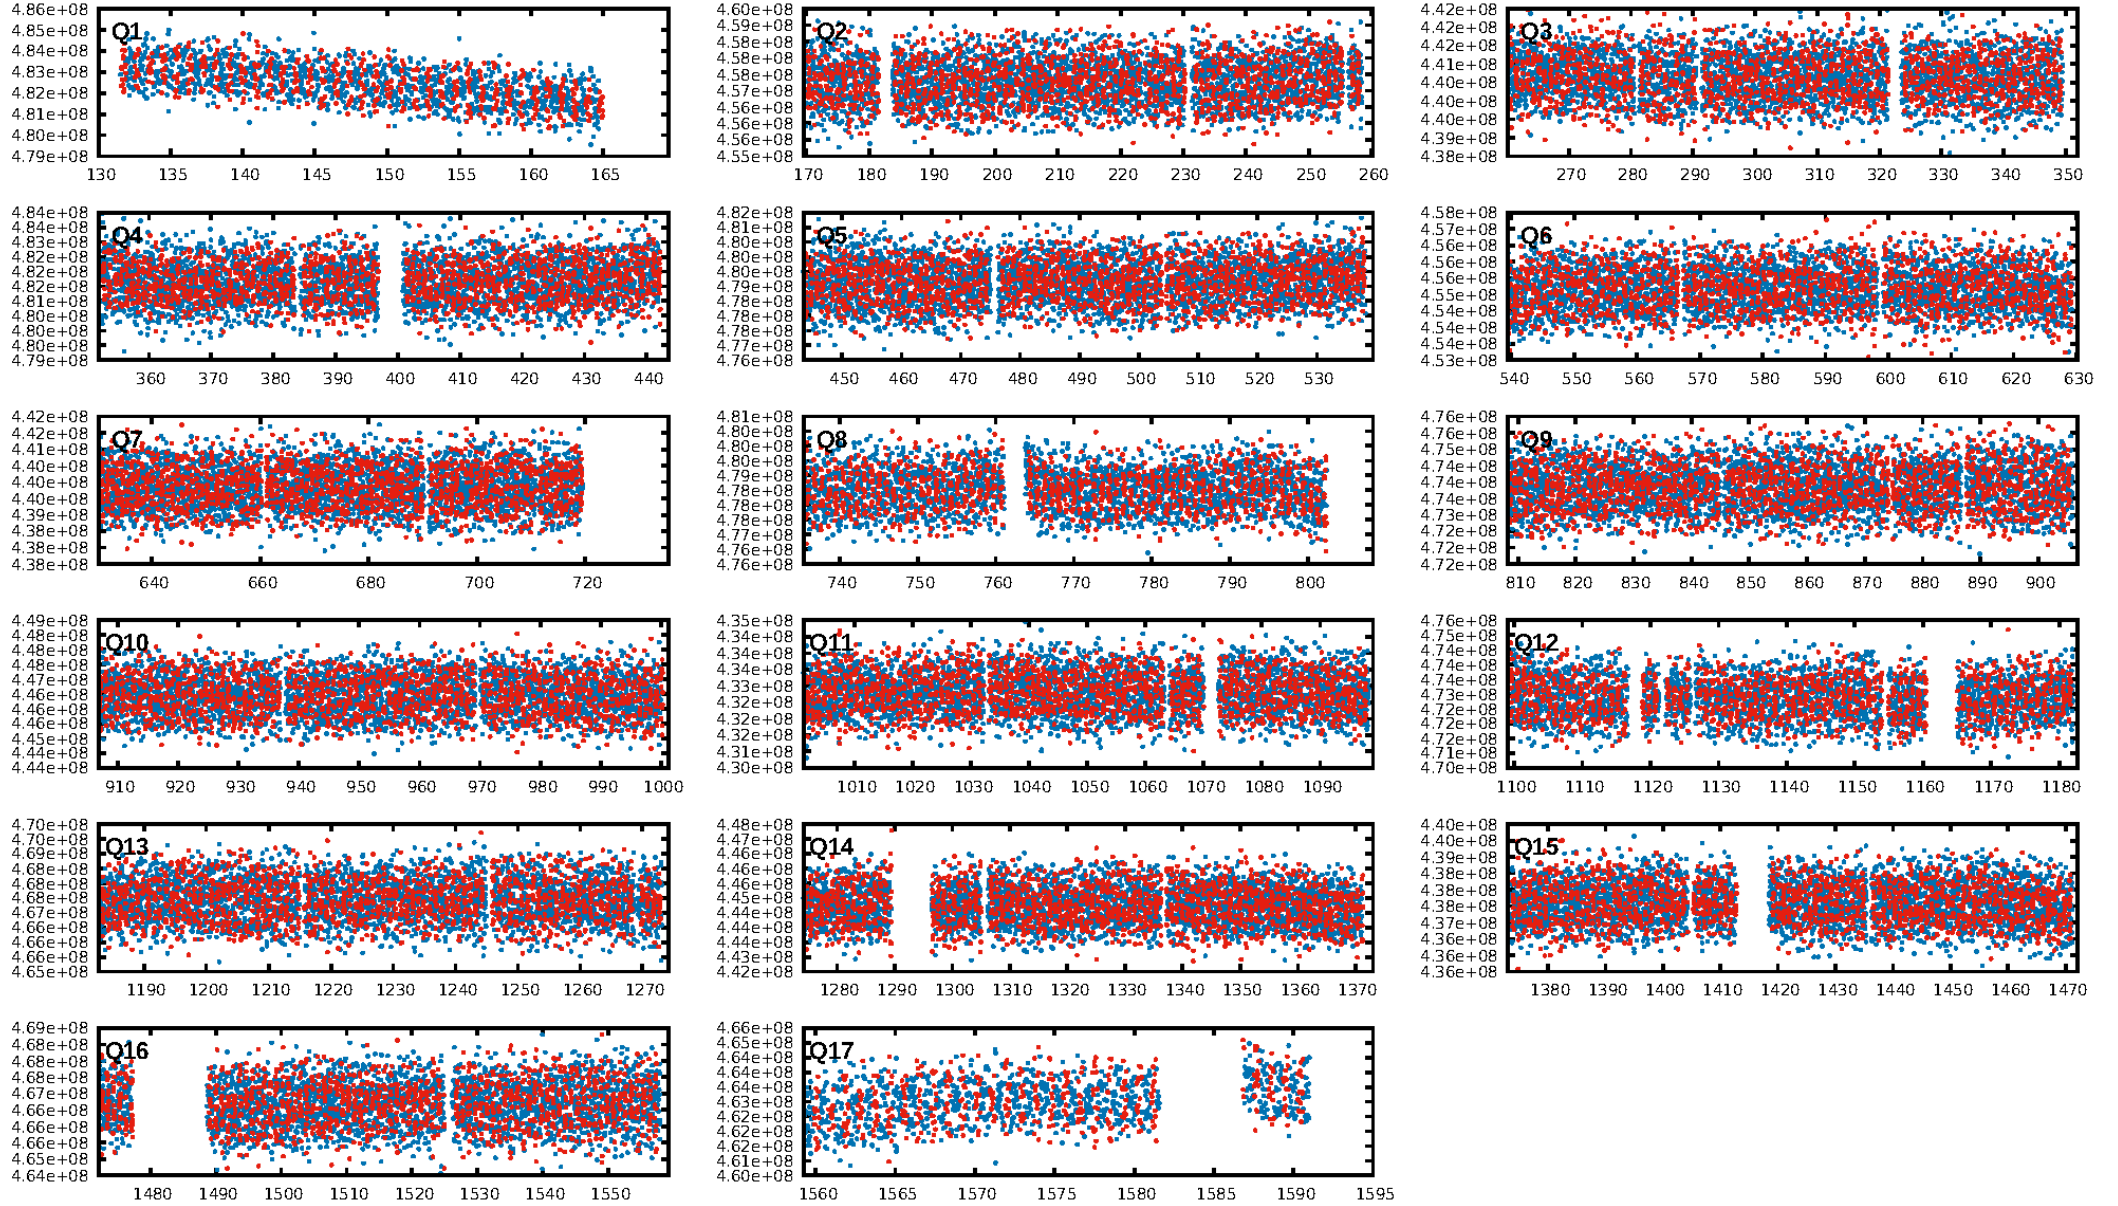 Q1
4.86e+08
4.85e+08
4.84e+08
4.83e+08
4.82e+08
4.81e+08
4.80e+08
4.79e+08
130 135 140 145 150 155 160 165
Q2
4.60e+08
4.59e+08
4.58e+08
4.58e+08
4.57e+08
4.56e+08
4.56e+08
4.55e+08
170 180 190 200 210 220 230 240 250 260
Q3
4.42e+08
4.42e+08
4.42e+08
4.41e+08
4.40e+08
4.40e+08
4.40e+08
4.39e+08
4.38e+08
270 280 290 300 310 320 330 340 350
Q4
4.84e+08
4.84e+08
4.83e+08
4.82e+08
4.82e+08
4.82e+08
4.81e+08
4.80e+08
4.80e+08
4.80e+08
4.79e+08
360 370 380 390 400 410 420 430 440
Q5
4.82e+08
4.81e+08
4.80e+08
4.80e+08
4.80e+08
4.79e+08
4.78e+08
4.78e+08
4.78e+08
4.77e+08
4.76e+08
450 460 470 480 490 500 510 520 530
Q6
4.58e+08
4.57e+08
4.56e+08
4.56e+08
4.56e+08
4.55e+08
4.54e+08
4.54e+08
4.54e+08
4.53e+08
540 550 560 570 580 590 600 610 620 630
Q7
4.42e+08
4.42e+08
4.41e+08
4.40e+08
4.40e+08
4.40e+08
4.39e+08
4.38e+08
4.38e+08
4.38e+08
640 660 680 700 720
Q8
4.81e+08
4.80e+08
4.80e+08
4.80e+08
4.79e+08
4.78e+08
4.78e+08
4.78e+08
4.77e+08
4.76e+08
4.76e+08
740 750 760 770 780 790 800
Q9
4.76e+08
4.76e+08
4.75e+08
4.74e+08
4.74e+08
4.74e+08
4.73e+08
4.72e+08
4.72e+08
4.72e+08
810 820 830 840 850 860 870 880 890 900
Q10
4.49e+08
4.48e+08
4.48e+08
4.48e+08
4.47e+08
4.46e+08
4.46e+08
4.46e+08
4.45e+08
4.44e+08
4.44e+08
910 920 930 940 950 960 970 980 990 1000
Q11
4.35e+08
4.34e+08
4.34e+08
4.34e+08
4.33e+08
4.32e+08
4.32e+08
4.32e+08
4.31e+08
4.30e+08
1010 1020 1030 1040 1050 1060 1070 1080 1090
Q12
4.76e+08
4.75e+08
4.74e+08
4.74e+08
4.74e+08
4.73e+08
4.72e+08
4.72e+08
4.72e+08
4.71e+08
4.70e+08
1100 1110 1120 1130 1140 1150 1160 1170 1180
Q13
4.70e+08
4.70e+08
4.69e+08
4.68e+08
4.68e+08
4.68e+08
4.67e+08
4.66e+08
4.66e+08
4.66e+08
4.65e+08
1190 1200 1210 1220 1230 1240 1250 1260 1270
Q14
4.48e+08
4.47e+08
4.46e+08
4.46e+08
4.46e+08
4.45e+08
4.44e+08
4.44e+08
4.44e+08
4.43e+08
4.42e+08
1280 1290 1300 1310 1320 1330 1340 1350 1360 1370
Q15
4.40e+08
4.40e+08
4.39e+08
4.38e+08
4.38e+08
4.38e+08
4.37e+08
4.36e+08
4.36e+08
4.36e+08
1380 1390 1400 1410 1420 1430 1440 1450 1460 1470
Q16
4.69e+08
4.68e+08
4.68e+08
4.68e+08
4.67e+08
4.66e+08
4.66e+08
4.66e+08
4.65e+08
4.64e+08
1480 1490 1500 1510 1520 1530 1540 1550
Q17
4.66e+08
4.65e+08
4.64e+08
4.64e+08
4.64e+08
4.63e+08
4.62e+08
4.62e+08
4.62e+08
4.61e+08
4.60e+08
1560 1565 1570 1575 1580 1585 1590 1595